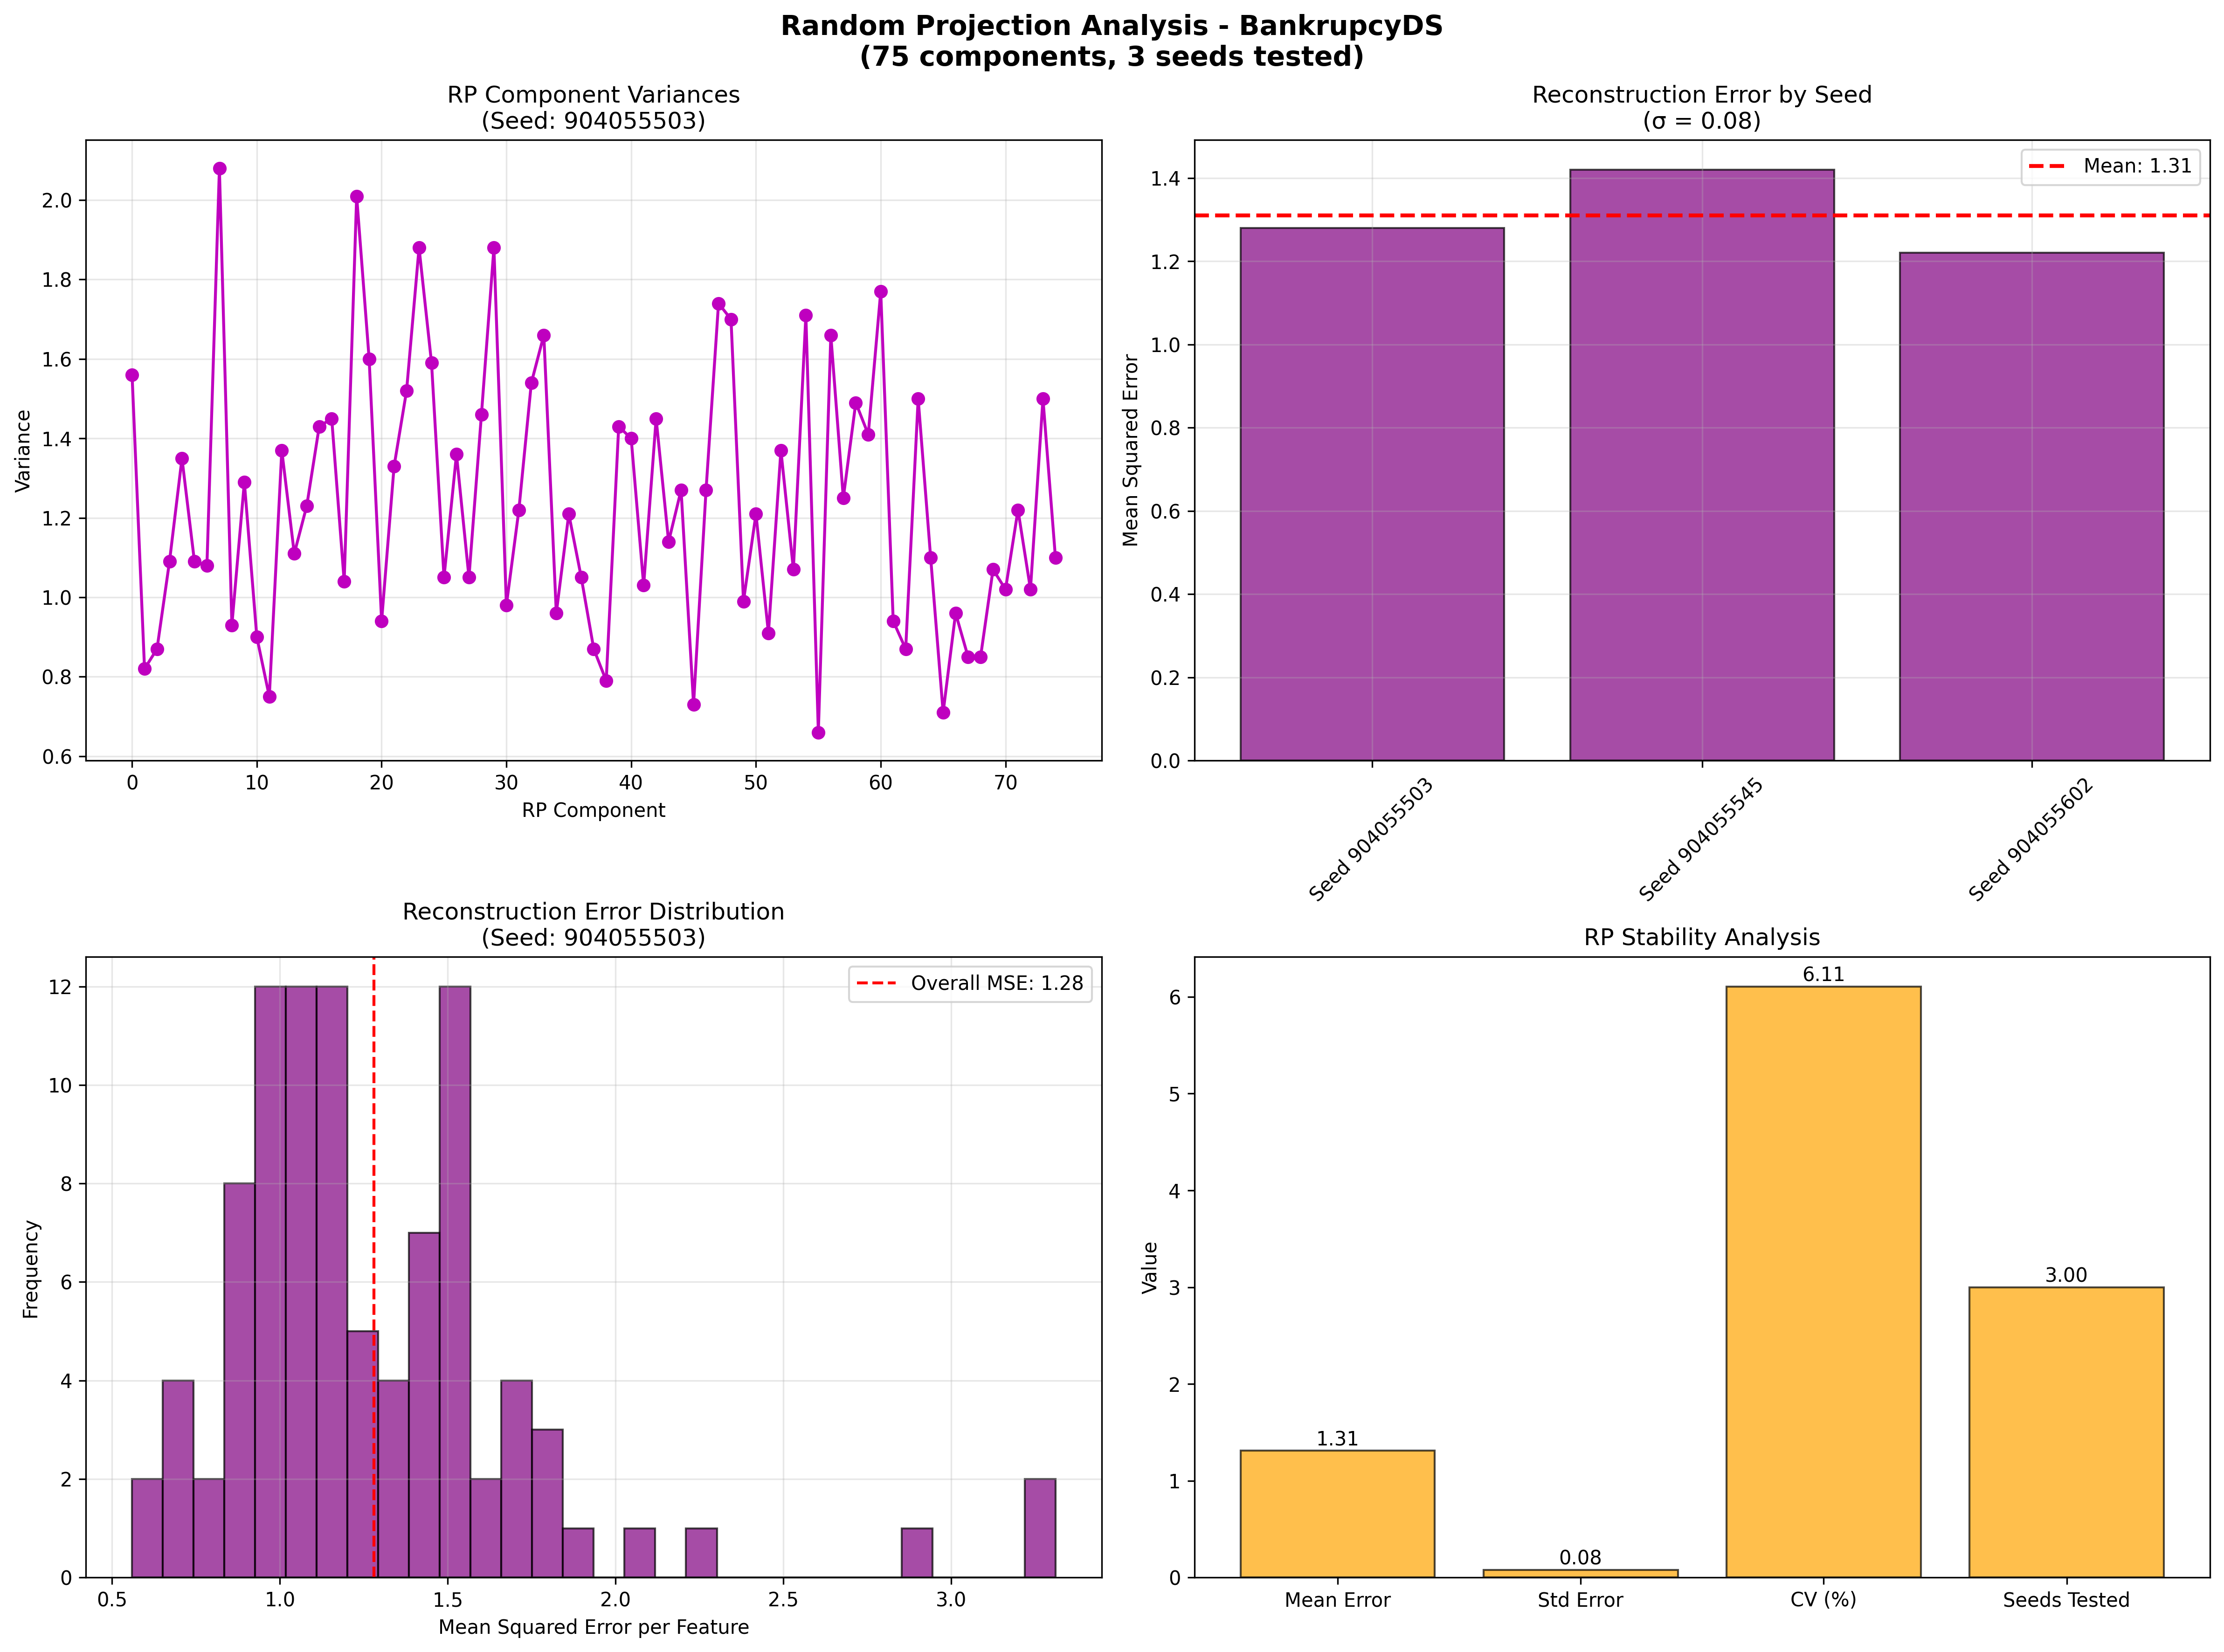 Random Projection Analysis - BankrupcyDS
(75 components, 3 seeds tested)
RP Component Variances
(Seed: 904055503)
Variance
2.0
1.8
1.6
1.4
1.2
1.0
0.8
0.6
0 10 20 30 40 50 60 70
RP Component
Reconstruction Error by Seed
(σ = 0.08)
Mean: 1.31
Mean Squared Error
1.4
1.2
1.0
0.8
0.6
0.4
0.2
0.0
Seed 904055503
Seed 904055545
Seed 904055602
Reconstruction Error Distribution
(Seed: 904055503)
Overall MSE: 1.28
Frequency
12
10
8
6
4
2
0
0.5 1.0 1.5 2.0 2.5 3.0
Mean Squared Error per Feature
RP Stability Analysis
Value
6
5
4
3
2
1
0
1.31
0.08
6.11
3.00
Mean Error Std Error CV (%) Seeds Tested